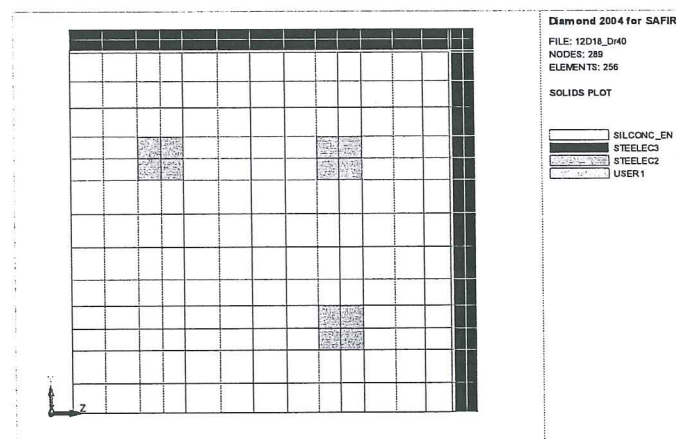 Diamond 2004 for SAFIR
FILE: 12D18_Dr40
NODES: 289
ELEMENTS: 256
SOLIDS PLOT
SILCONC_EN
STEELEC3
STEELEC2
USER1
Y
Z